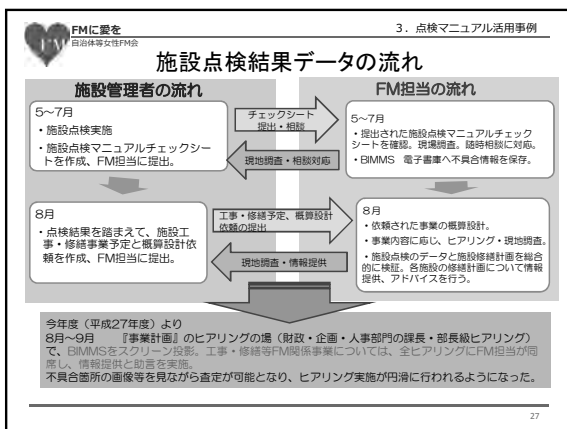 FMに愛を
自治体等女性FM会
FM
3．点検マニュアル活用事例
施設点検結果データの流れ
施設管理者の流れ
5～7月
・施設点検実施
・施設点検マニュアルチェックシー
トを作成、FM担当に提出。
8月
・点検結果を踏まえて、施設工
事・修繕事業予定と概算設計依
頼を作成、FM担当に提出。
チェックシート
提出・相談
現地調査・相談対応
工事・修繕予定、概算設計
依頼の提出
現地調査・情報提供
FM担当の流れ
5～7月
・提出された施設点検マニュアルチェック
シートを確認。現場調査。随時相談に対応。
・BIMMS 電子書庫へ不具合情報を保存。
8月
・依頼された事業の概算設計。
・事業内容に応じ、ヒアリング・現地調査。
・施設点検のデータと施設修繕計画を総合
的に検証。各施設の修繕計画について情報
提供、アドバイスを行う。
今年度（平成27年度）より
8月～9月 『事業計画』のヒアリングの場（財政・企画・人事部門の課長・部長級ヒアリング）
で、BIMMSをスクリーン投影。工事・修繕等FM関係事業については、全ヒアリングにFM担当が同
席し、情報提供と助言を実施。
不具合箇所の画像等を見ながら査定が可能となり、ヒアリング実施が円滑に行われるようになった。
27